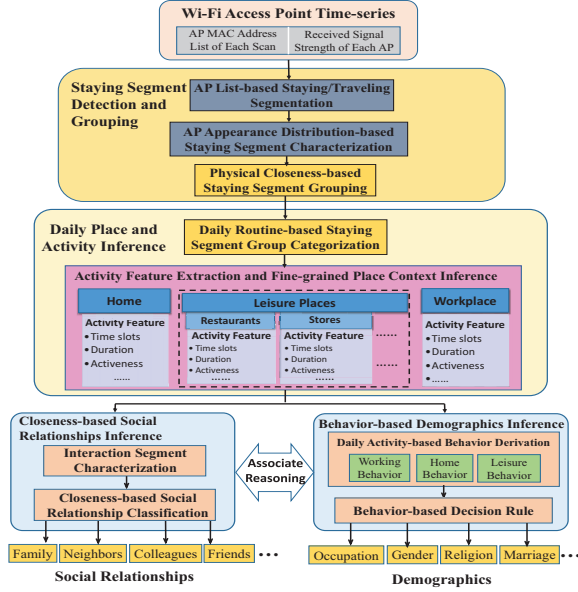 Wi-Fi Access Point Time-series
AP MAC Address
List of Each Scan
Received Signal
Strength of Each AP
Staying Segment
Detection and
Grouping
AP List-based Staying/Traveling
Segmentation
AP Appearance Distribution-based
Staying Segment Characterization
Physical Closeness-based
Staying Segment Grouping
Daily Place and
Activity Inference
Daily Routine-based Staying
Segment Group Categorization
Activity Feature Extraction and Fine-grained Place Context Inference
Home
Activity Feature
• Time slots
• Duration
• Activeness
......
Leisure Places
Restaurants
Activity Feature
• Time slots
• Duration
• Activeness
......
Stores
Activity Feature
• Time slots
• Duration
• Activeness
......
......
Workplace
Activity Feature
• Time slots
• Duration
• Activeness
......
Closeness-based Social
Relationships Inference
Interaction Segment
Characterization
Closeness-based Social
Relationship Classification
Associate
Reasoning
Behavior-based Demographics Inference
Daily Activity-based Behavior Derivation
Working
Behavior
Home
Behavior
Leisure
Behavior
Behavior-based Decision Rule
Family
Neighbors
Colleagues
Friends
...
Social Relationships
Occupation
Gender
Religion
Marriage
...
Demographics